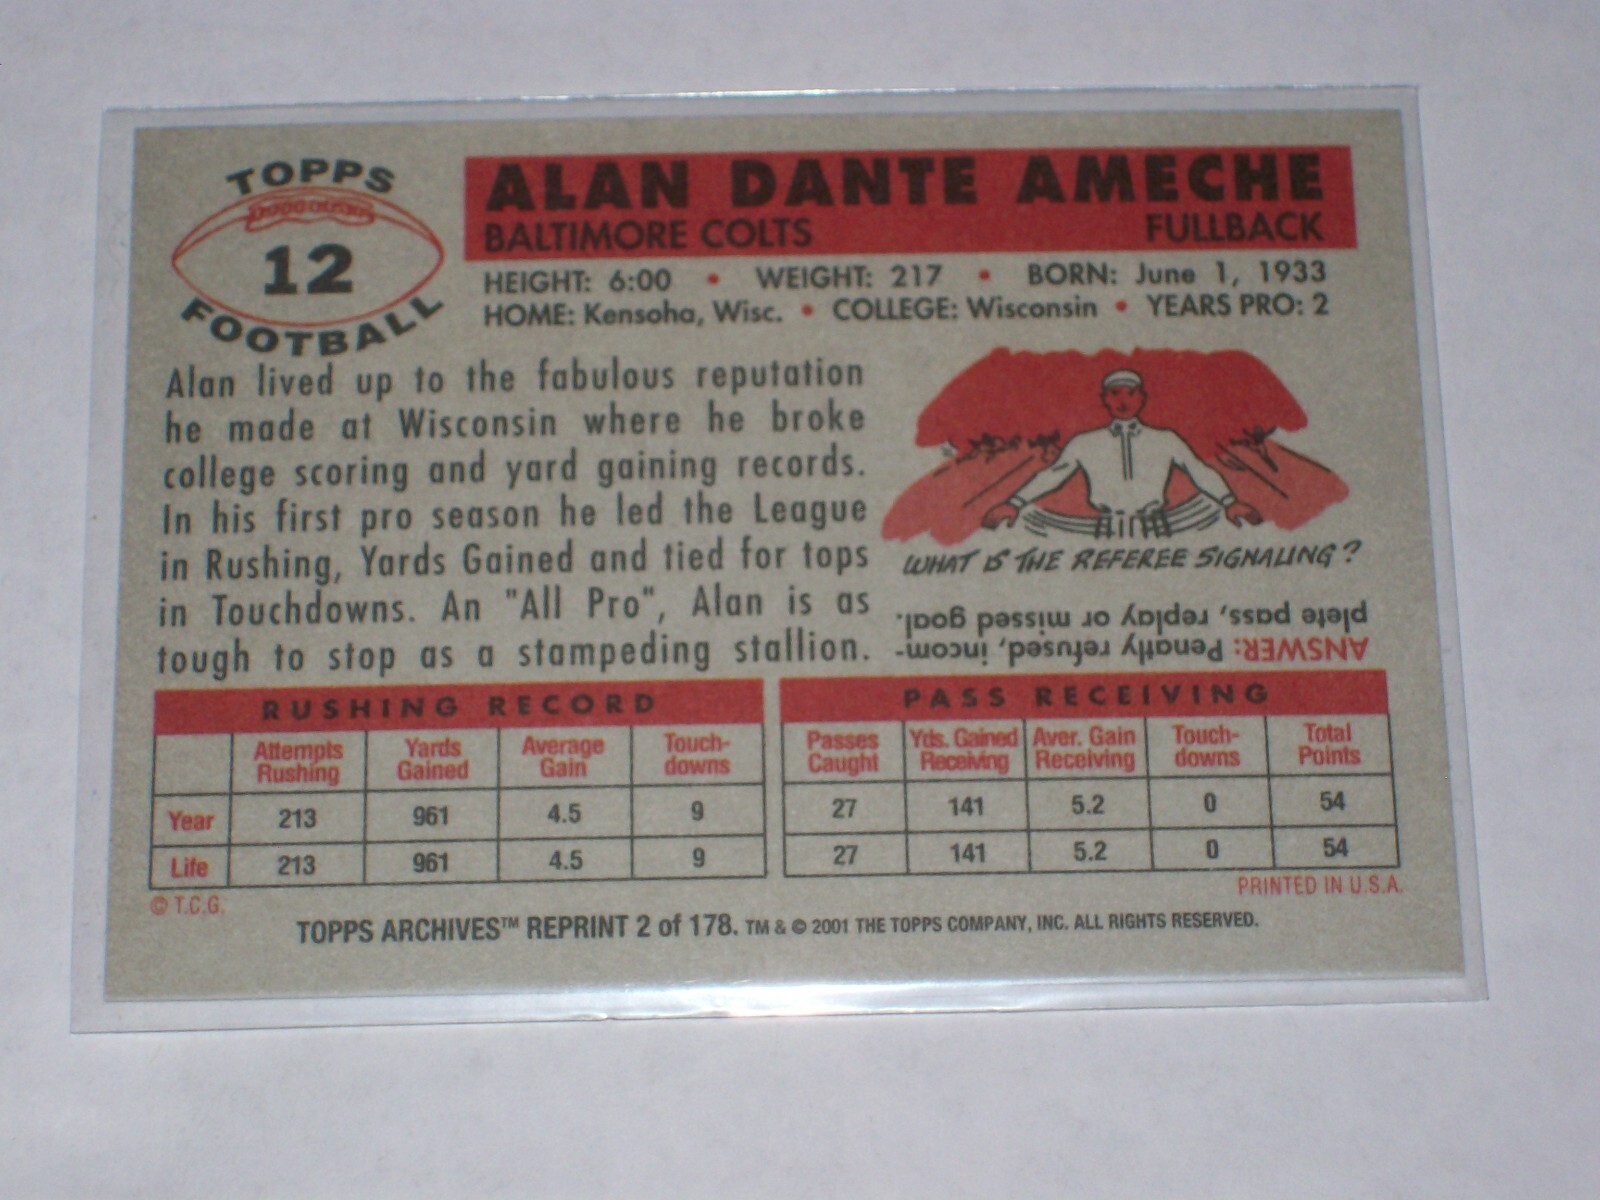 TOPPS
12
FOOTBALL
ALAN DANTE AMECHE
BALTIMORE COLTS FULLBACK
HEIGHT: 6:00 • WEIGHT: 217 • BORN: June 1, 1933
HOME: Kensoha, Wisc. • COLLEGE: Wisconsin • YEARS PRO: 2
Alan lived up to the fabulous reputation
he made at Wisconsin where he broke
college scoring and yard gaining records.
In his first pro season he led the League
in Rushing, Yards Gained and tied for tops
in Touchdowns. An "All Pro", Alan is as
tough to stop as a stampeding stallion.
WHAT IS THE REFEREE SIGNALING?
ANSWER: Penalty refused, incom-
plete pass, replay or missed goal.
RUSHING RECORD
Attempts Rushing Yards Gained Average Gain Touch-downs
Year 213 961 4.5 9
Life 213 961 4.5 9
PASS RECEIVING
Passes Caught Yds. Gained Receiving Aver. Gain Receiving Touch-downs Total Points
27 141 5.2 0 54
27 141 5.2 0 54
© T.C.G. PRINTED IN U.S.A.
TOPPS ARCHIVES™ REPRINT 2 of 178. TM & © 2001 THE TOPPS COMPANY, INC. ALL RIGHTS RESERVED.